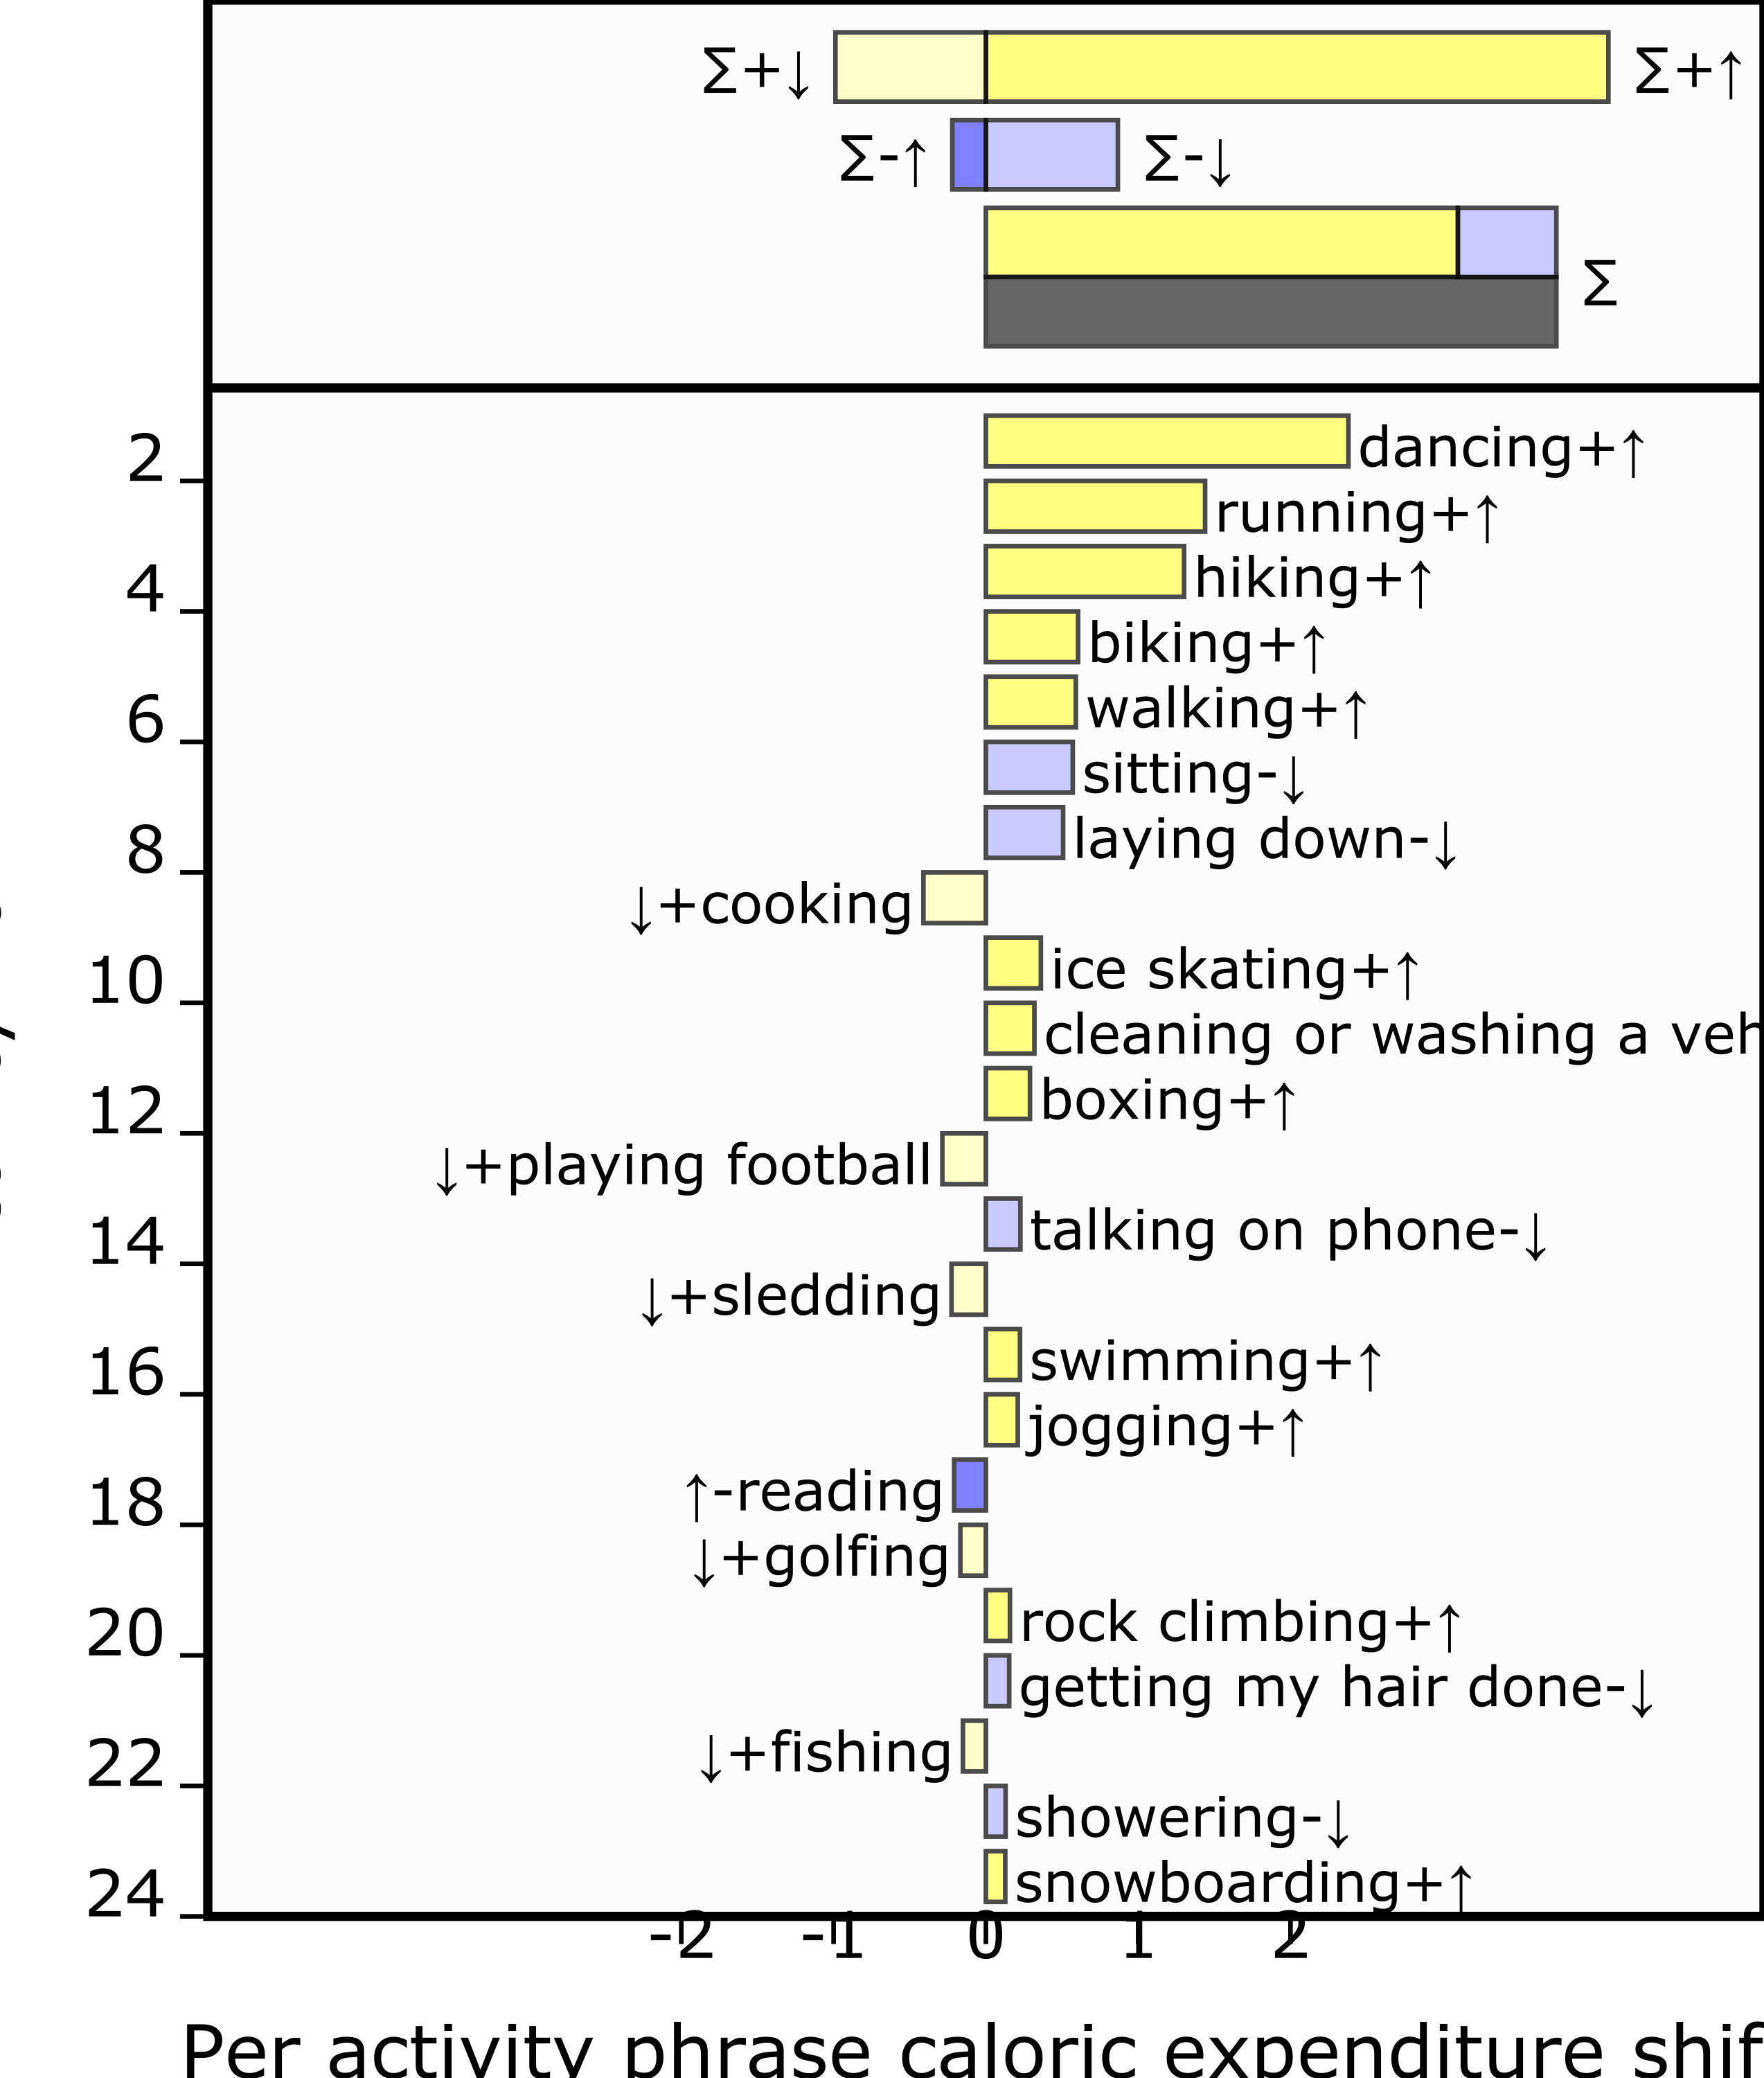 Σ+↓ Σ+↑
Σ-↑ Σ-↓
Σ
2 dancing+↑
running+↑
4 hiking+↑
biking+↑
6 walking+↑
sitting-↓
8 laying down-↓
↓+cooking
10 ice skating+↑
cleaning or washing a veh
12 boxing+↑
↓+playing football
14 talking on phone-↓
↓+sledding
16 swimming+↑
jogging+↑
18 ↑-reading
↓+golfing
20 rock climbing+↑
getting my hair done-↓
22 ↓+fishing
showering-↓
24 snowboarding+↑
-2 -1 0 1 2
Per activity phrase caloric expenditure shif